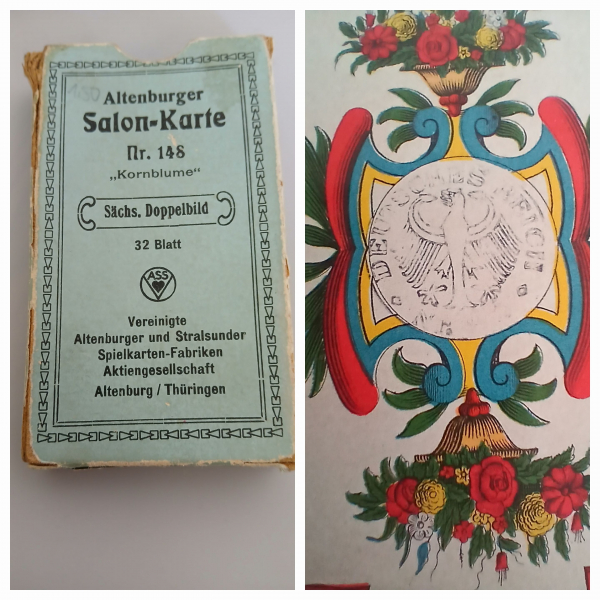 Altenburger
Salon-Karte
Nr. 148
„Kornblume“
Sächs. Doppelbild
32 Blatt
ASS
Vereinigte
Altenburger und Stralsunder
Spielkarten-Fabriken
Aktiengesellschaft
Altenburg / Thüringen
DEUTSCHES REICH